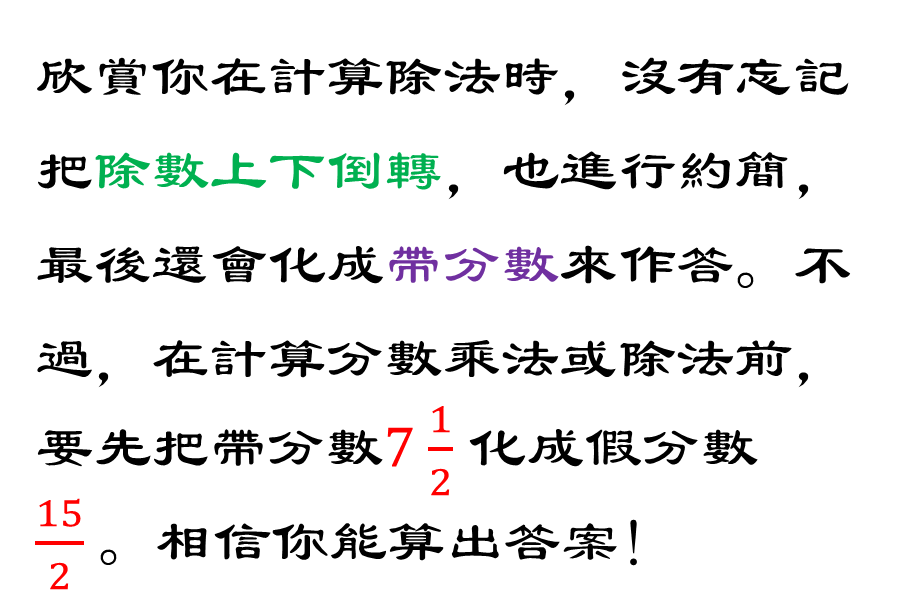 欣賞你在計算除法時，沒有忘記
把除數上下倒轉，也進行約簡，
最後還會化成帶分數來作答。不
過，在計算分數乘法或除法前，
要先把帶分數7 1/2 化成假分數
15/2 。相信你能算出答案！